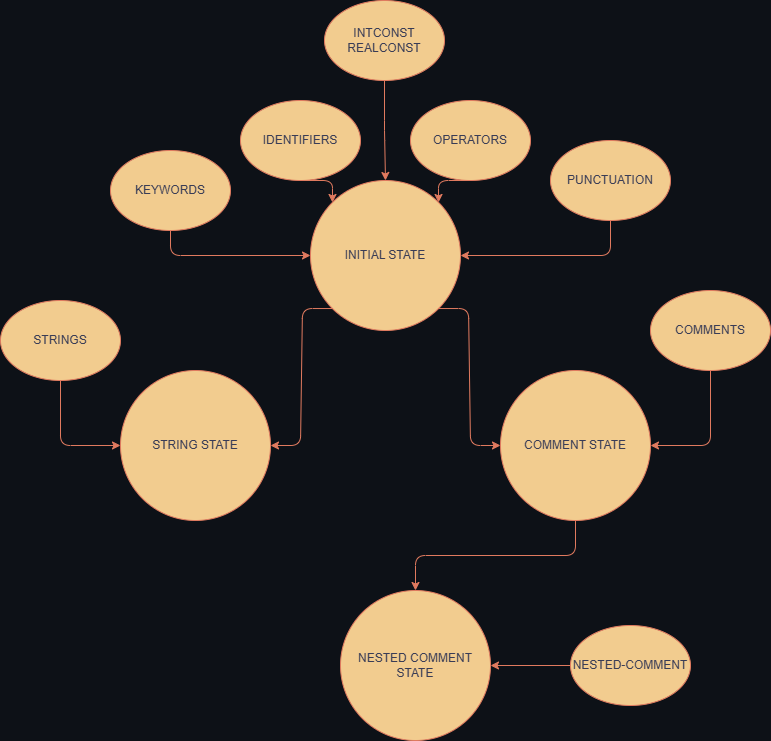 INTCONST
REALCONST
IDENTIFIERS
OPERATORS
KEYWORDS
PUNCTUATION
INITIAL STATE
STRINGS
COMMENTS
STRING STATE
COMMENT STATE
NESTED COMMENT
STATE
NESTED-COMMENT